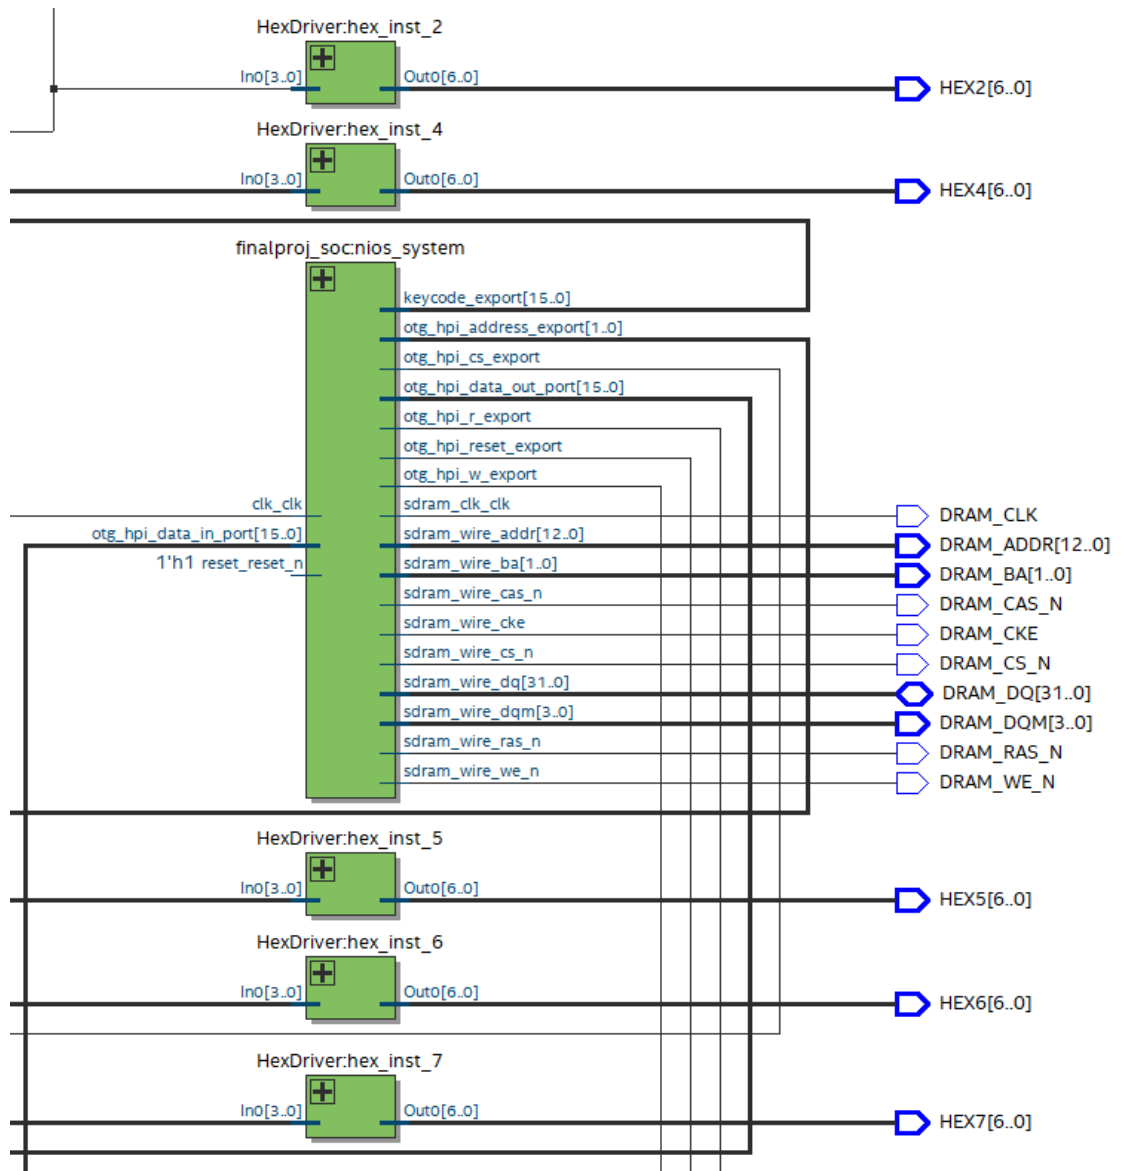 HexDriver:hex_inst_2
In0[3..0] Out0[6..0] HEX2[6..0]
HexDriver:hex_inst_4
In0[3..0] Out0[6..0] HEX4[6..0]
finalproj_soc:nios_system
keycode_export[15..0]
otg_hpi_address_export[1..0]
otg_hpi_cs_export
otg_hpi_data_out_port[15..0]
otg_hpi_r_export
otg_hpi_reset_export
otg_hpi_w_export
clk_clk sdram_clk_clk DRAM_CLK
otg_hpi_data_in_port[15..0] sdram_wire_addr[12..0] DRAM_ADDR[12..0]
1'h1 reset_reset_n sdram_wire_ba[1..0] DRAM_BA[1..0]
sdram_wire_cas_n DRAM_CAS_N
sdram_wire_cke DRAM_CKE
sdram_wire_cs_n DRAM_CS_N
sdram_wire_dq[31..0] DRAM_DQ[31..0]
sdram_wire_dqm[3..0] DRAM_DQM[3..0]
sdram_wire_ras_n DRAM_RAS_N
sdram_wire_we_n DRAM_WE_N
HexDriver:hex_inst_5
In0[3..0] Out0[6..0] HEX5[6..0]
HexDriver:hex_inst_6
In0[3..0] Out0[6..0] HEX6[6..0]
HexDriver:hex_inst_7
In0[3..0] Out0[6..0] HEX7[6..0]